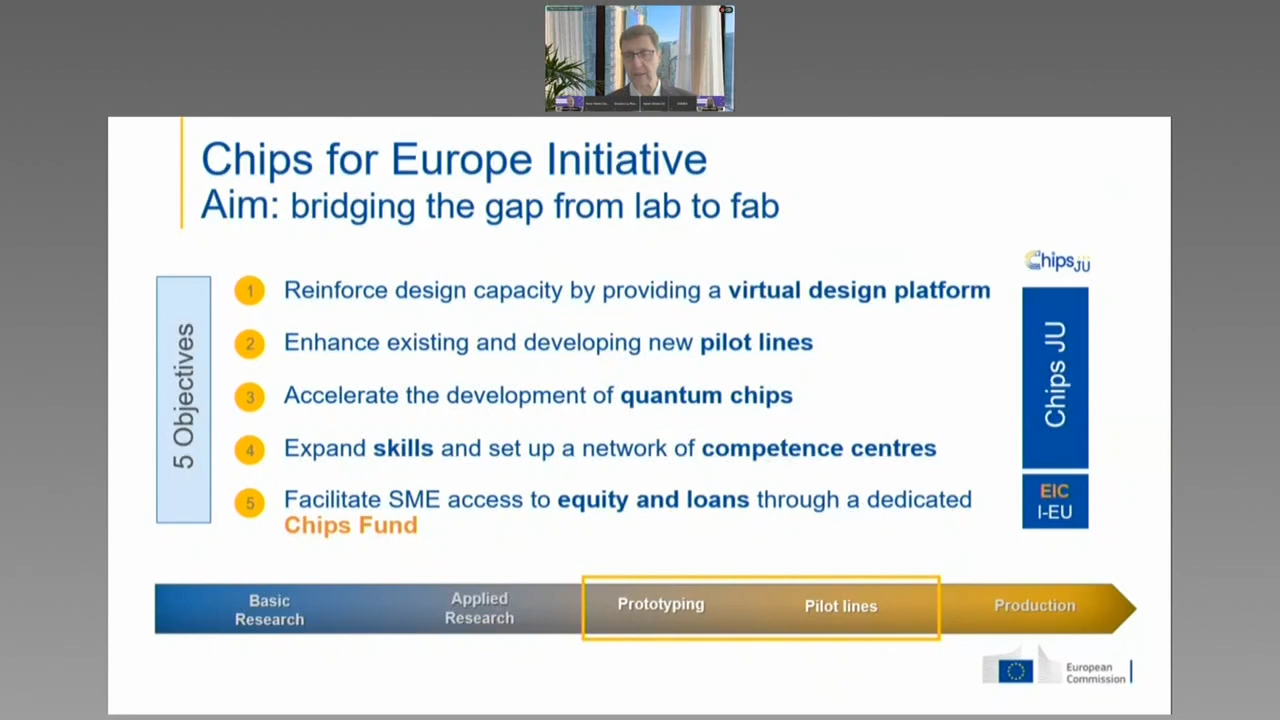 Chips for Europe Initiative
Aim: bridging the gap from lab to fab
5 Objectives
1 Reinforce design capacity by providing a virtual design platform
2 Enhance existing and developing new pilot lines
3 Accelerate the development of quantum chips
4 Expand skills and set up a network of competence centres
5 Facilitate SME access to equity and loans through a dedicated
Chips Fund
Chips JU
Chips JU
EIC
I-EU
Basic
Research
Applied
Research
Prototyping
Pilot lines
Production
European
Commission